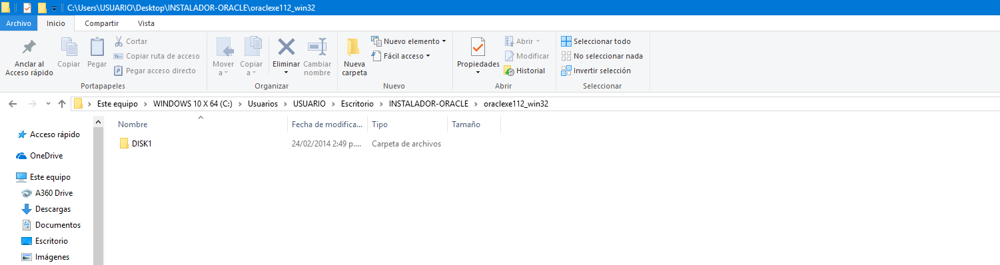 C:\Users\USUARIO\Desktop\INSTALADOR-ORACLE\oraclexe112_win32
Archivo Inicio Compartir Vista
Anclar al
Acceso rápido
Copiar
Pegar
Cortar
Copiar ruta de acceso
Pegar acceso directo
Portapapeles
Mover
a
Copiar
a
Eliminar
Cambiar
nombre
Organizar
Nueva
carpeta
Nuevo elemento
Fácil acceso
Nuevo
Propiedades
Abrir
Modificar
Historial
Abrir
Seleccionar todo
No seleccionar nada
Invertir selección
Seleccionar
Este equipo > WINDOWS 10 X 64 (C:) > Usuarios > USUARIO > Escritorio > INSTALADOR-ORACLE > oraclexe112_win32
Acceso rápido
OneDrive
Este equipo
A360 Drive
Descargas
Documentos
Escritorio
Imágenes
Nombre Fecha de modifica... Tipo Tamaño
DISK1 24/02/2014 2:49 p.... Carpeta de archivos